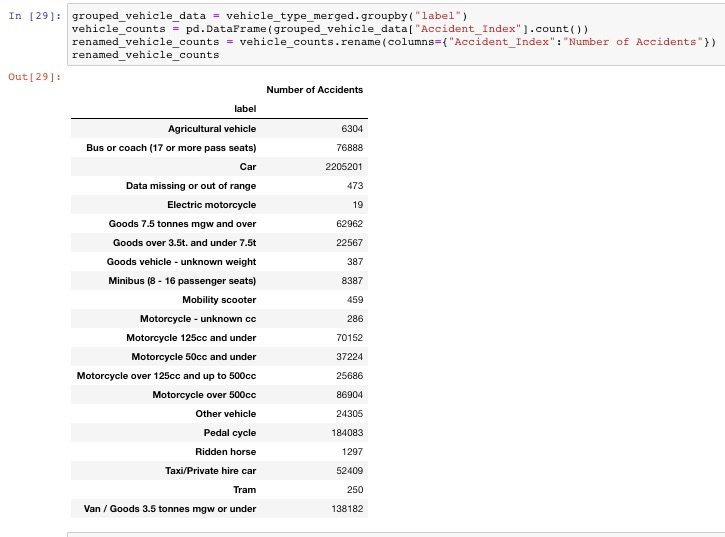 In [29]: grouped_vehicle_data = vehicle_type_merged.groupby("label")
vehicle_counts = pd.DataFrame(grouped_vehicle_data["Accident_Index"].count())
renamed_vehicle_counts = vehicle_counts.rename(columns={"Accident_Index":"Number of Accidents"})
renamed_vehicle_counts
Out[29]:
Number of Accidents
label
Agricultural vehicle 6304
Bus or coach (17 or more pass seats) 76888
Car 2205201
Data missing or out of range 473
Electric motorcycle 19
Goods 7.5 tonnes mgw and over 62962
Goods over 3.5t. and under 7.5t 22567
Goods vehicle - unknown weight 387
Minibus (8 - 16 passenger seats) 8387
Mobility scooter 459
Motorcycle - unknown cc 286
Motorcycle 125cc and under 70152
Motorcycle 50cc and under 37224
Motorcycle over 125cc and up to 500cc 25686
Motorcycle over 500cc 86904
Other vehicle 24305
Pedal cycle 184083
Ridden horse 1297
Taxi/Private hire car 52409
Tram 250
Van / Goods 3.5 tonnes mgw or under 138182